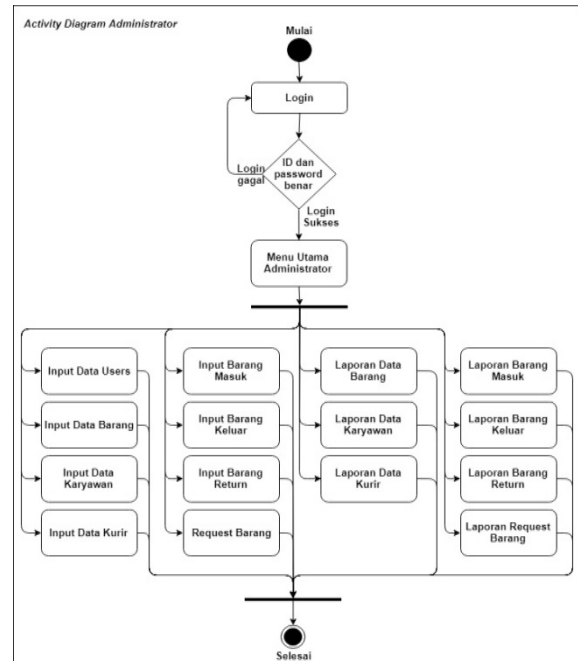 Activity Diagram Administrator
Mulai
Login
ID dan
password
benar
Login
gagal
Login
Sukses
Menu Utama
Administrator
Input Data Users
Input Data Barang
Input Data
Karyawan
Input Data Kurir
Input Barang
Masuk
Input Barang
Keluar
Input Barang
Return
Request Barang
Laporan Data
Barang
Laporan Data
Karyawan
Laporan Data
Kurir
Laporan Barang
Masuk
Laporan Barang
Keluar
Laporan Barang
Return
Laporan Request
Barang
Selesai